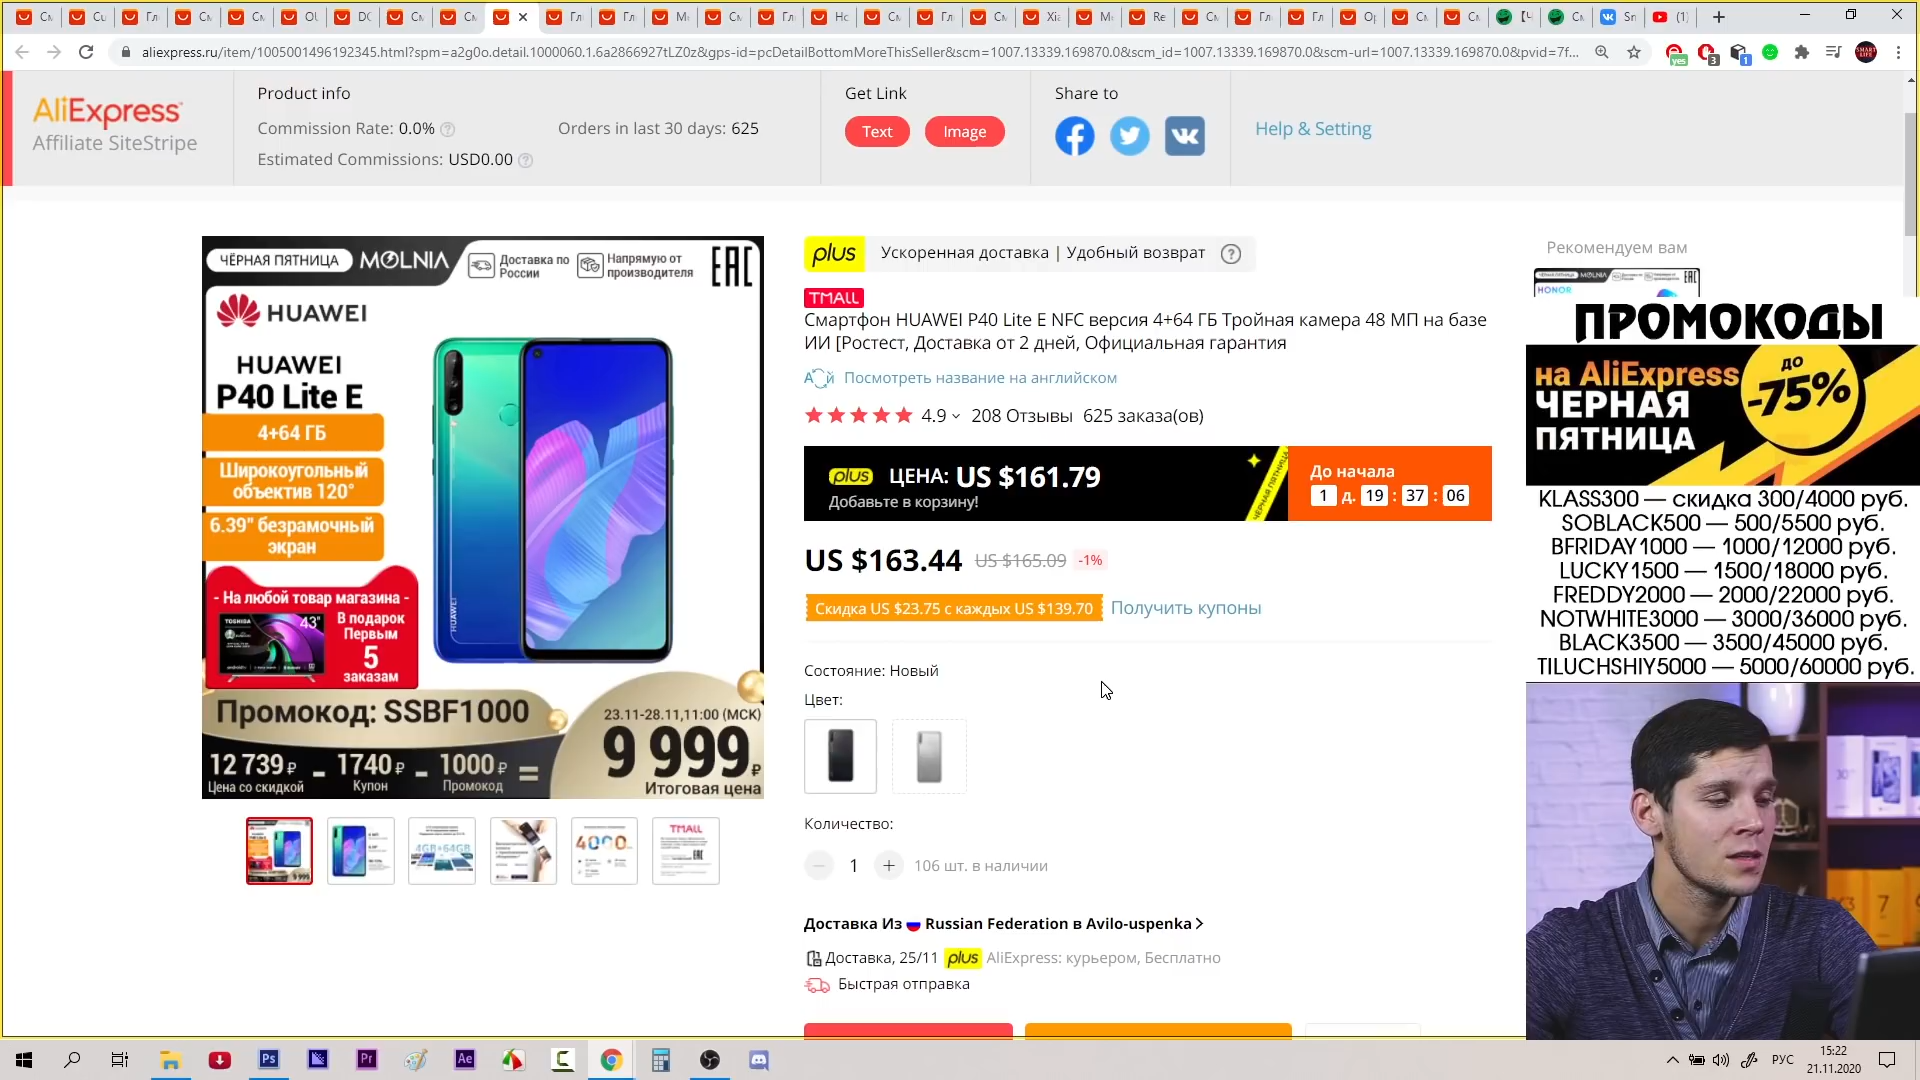 aliexpress.ru/item/1005001496192345.html?spm=a2g0o.detail.1000060.1.6a2866927tLZ0z&gps-id=pcDetailBottomMoreThisSeller&scm=1007.13339.169870.0&scm_id=1007.13339.169870.0&scm-url=1007.13339.169870.0&pvid=7f...
AliExpress
Affiliate SiteStripe
Product info
Commission Rate: 0.0%
Orders in last 30 days: 625
Estimated Commissions: USD0.00
Get Link
Text
Image
Share to
Help & Setting
ЧЁРНАЯ ПЯТНИЦА
MOLNIA
Доставка по России
Напрямую от производителя
EAC
HUAWEI
HUAWEI
P40 Lite E
4+64 ГБ
Широкоугольный
объектив 120°
6.39" безрамочный
экран
- На любой товар магазина -
TOSHIBA
43"
В подарок
Первым
5
заказам
HUAWEI
Промокод: SSBF1000
23.11-28.11,11:00 (МСК)
12 739 ₽ - 1740 ₽ - 1000 ₽ = 9 999 ₽
Цена со скидкой Купон Промокод Итоговая цена
plus Ускоренная доставка | Удобный возврат
TMALL
Смартфон HUAWEI P40 Lite E NFC версия 4+64 ГБ Тройная камера 48 МП на базе
ИИ [Ростест, Доставка от 2 дней, Официальная гарантия
Посмотреть название на английском
4.9 208 Отзывы 625 заказа(ов)
plus ЦЕНА: US $161.79
Добавьте в корзину!
ЧЕРНАЯ ПЯТНИЦА
До начала
1 д. 19 : 37 : 06
US $163.44 US $165.09 -1%
Скидка US $23.75 с каждых US $139.70 Получить купоны
Состояние: Новый
Цвет:
Количество:
− 1 + 106 шт. в наличии
Доставка Из Russian Federation в Avilo-uspenka
Доставка, 25/11 plus AliExpress: курьером, Бесплатно
Быстрая отправка
4GB+64GB
4000
TMALL
Рекомендуем вам
HONOR
ПРОМОКОДЫ
на AliExpress
ЧЕРНАЯ
ПЯТНИЦА
до
-75%
KLASS300 — скидка 300/4000 руб.
SOBLACK500 — 500/5500 руб.
BFRIDAY1000 — 1000/12000 руб.
LUCKY1500 — 1500/18000 руб.
FREDDY2000 — 2000/22000 руб.
NOTWHITE3000 — 3000/36000 руб.
BLACK3500 — 3500/45000 руб.
TILUCHSHIY5000 — 5000/60000 руб.
РУС
15:22
21.11.2020